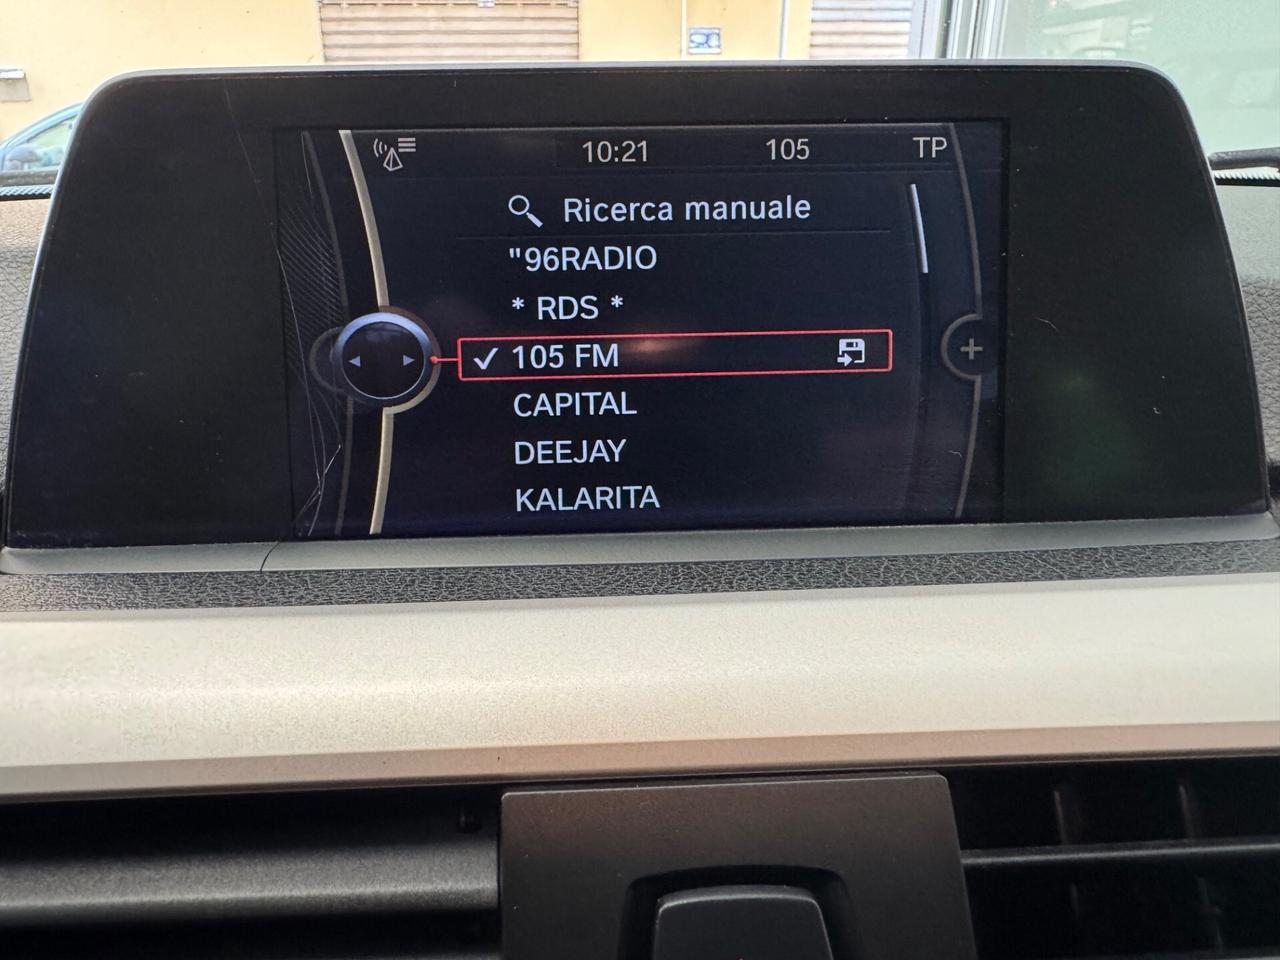 10:21 105 TP
Ricerca manuale
"96RADIO
* RDS *
105 FM
CAPITAL
DEEJAY
KALARITA